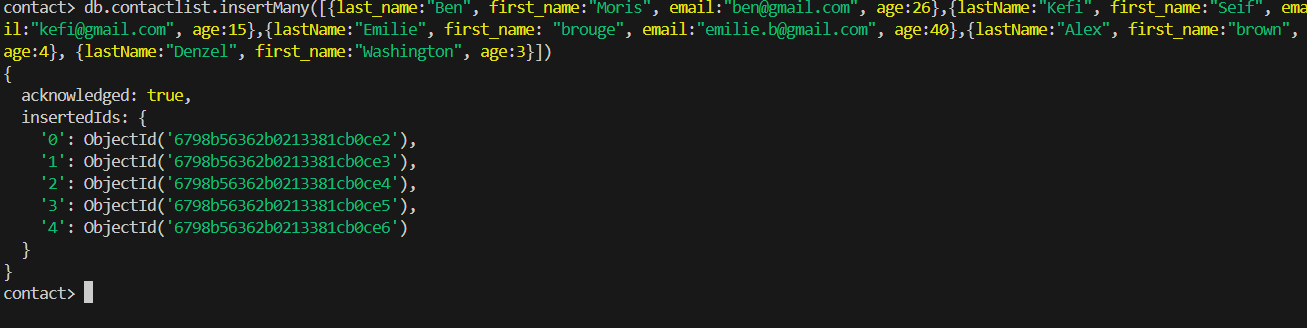 contact> db.contactlist.insertMany([{last_name:"Ben", first_name:"Moris", email:"ben@gmail.com", age:26},{lastName:"Kefi", first_name:"Seif", ema
il:"kefi@gmail.com", age:15},{lastName:"Emilie", first_name: "brouge", email:"emilie.b@gmail.com", age:40},{lastName:"Alex", first_name:"brown",
age:4}, {lastName:"Denzel", first_name:"Washington", age:3}])
{
  acknowledged: true,
  insertedIds: {
    '0': ObjectId('6798b56362b0213381cb0ce2'),
    '1': ObjectId('6798b56362b0213381cb0ce3'),
    '2': ObjectId('6798b56362b0213381cb0ce4'),
    '3': ObjectId('6798b56362b0213381cb0ce5'),
    '4': ObjectId('6798b56362b0213381cb0ce6')
  }
}
contact>